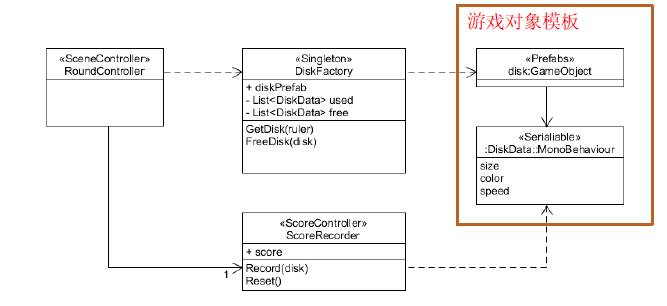 游戏对象模板
«SceneController»
RoundController
«Singleton»
DiskFactory
+ diskPrefab
- List<DiskData> used
- List<DiskData> free
GetDisk(ruler)
FreeDisk(disk)
«Prefabs»
disk:GameObject
«Serialiable»
:DiskData::MonoBehaviour
size
color
speed
«ScoreController»
ScoreRecorder
+ score
Record(disk)
Reset()
1